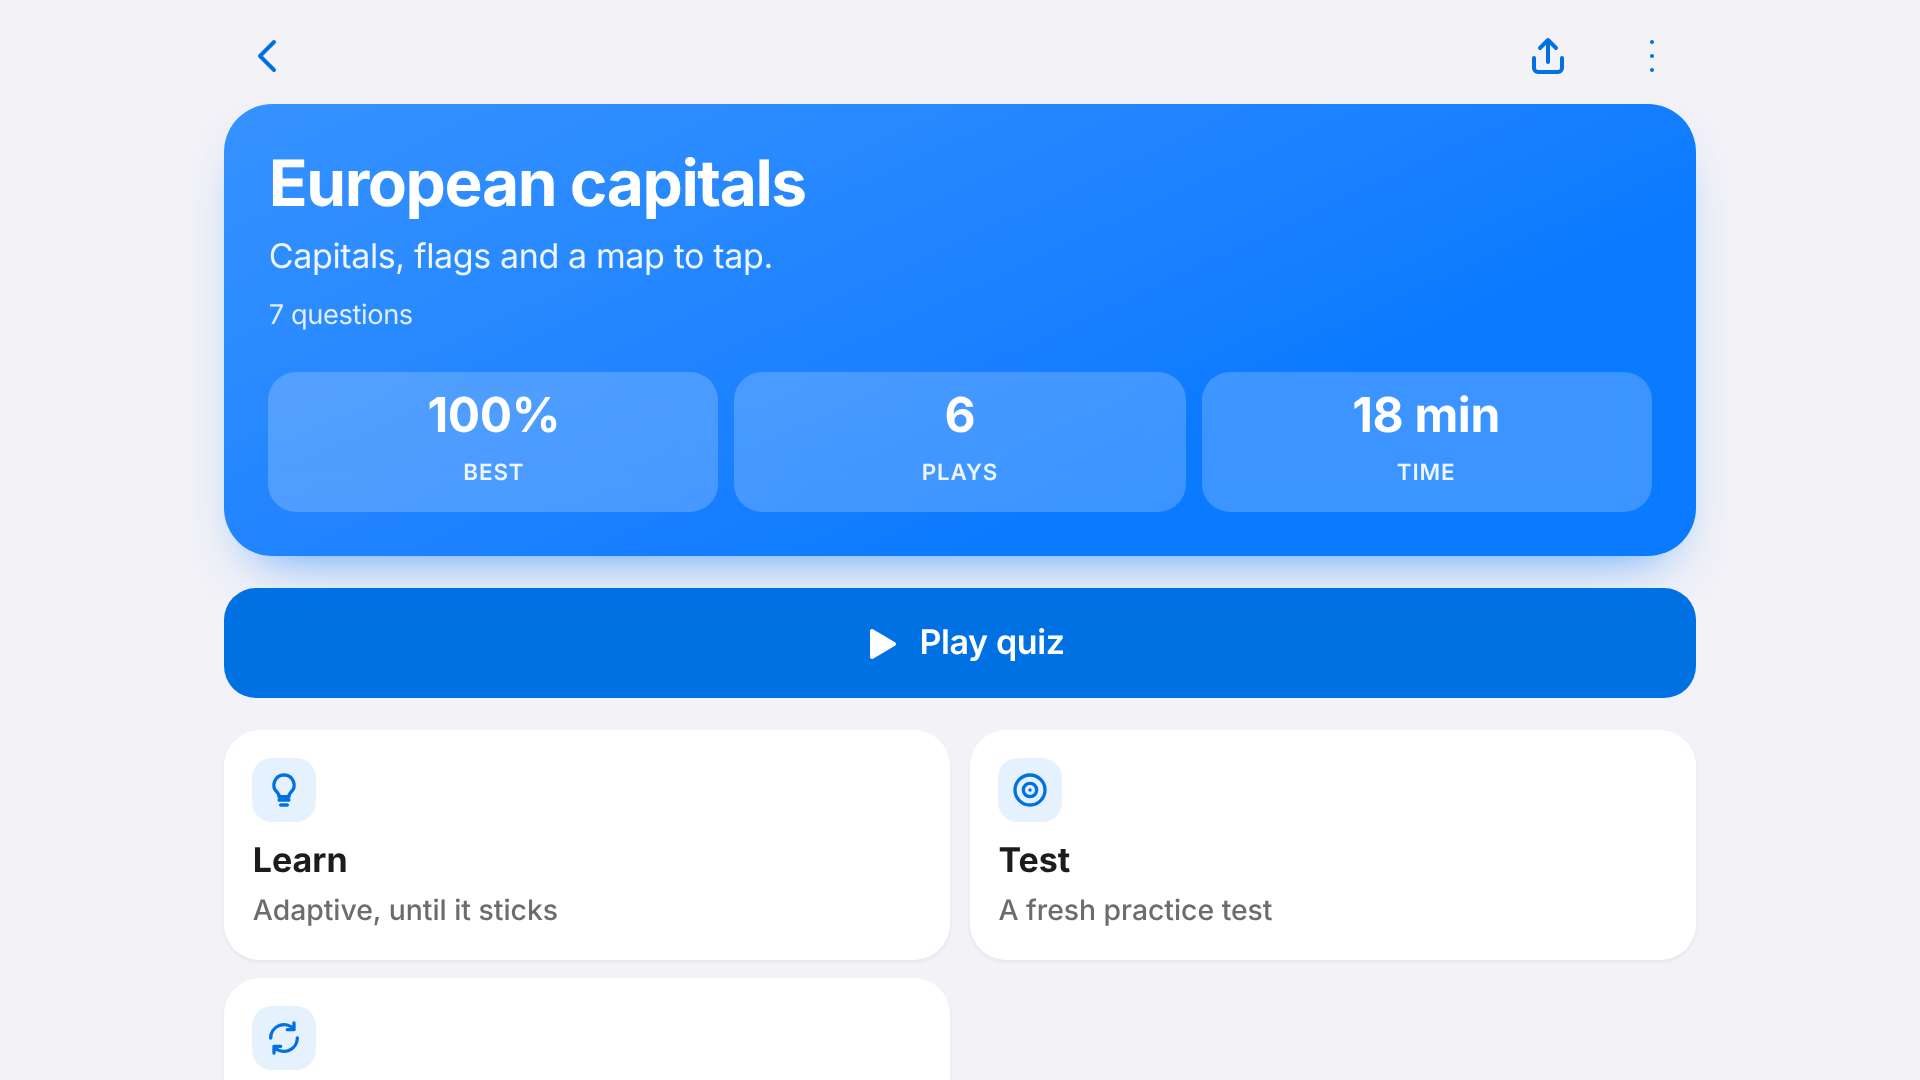 European capitals
Capitals, flags and a map to tap.
7 questions
100%
BEST
6
PLAYS
18 min
TIME
Play quiz
Learn
Adaptive, until it sticks
Test
A fresh practice test